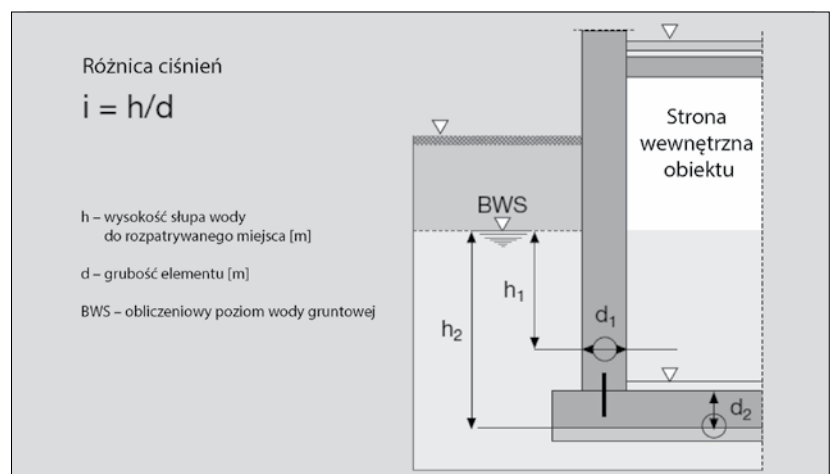 Różnica ciśnień
i = h/d
h – wysokość słupa wody
do rozpatrywanego miejsca [m]
d – grubość elementu [m]
BWS – obliczeniowy poziom wody gruntowej
Strona
wewnętrzna
obiektu
BWS
h₁
d₁
h₂
d₂